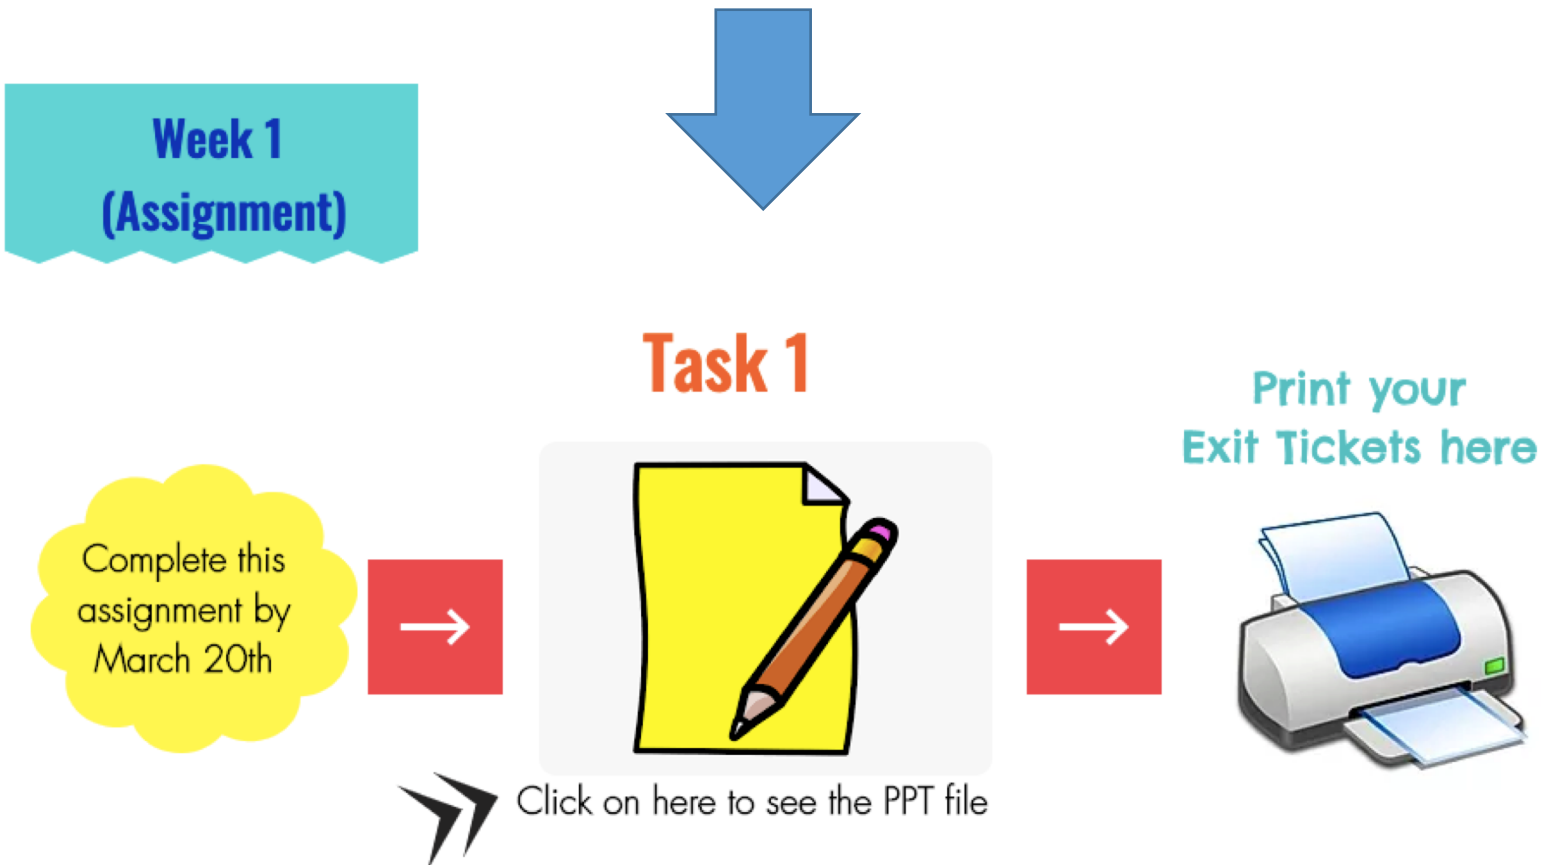 Week 1
(Assignment)
Task 1
Print your
Exit Tickets here
Complete this
assignment by
March 20th
Click on here to see the PPT file